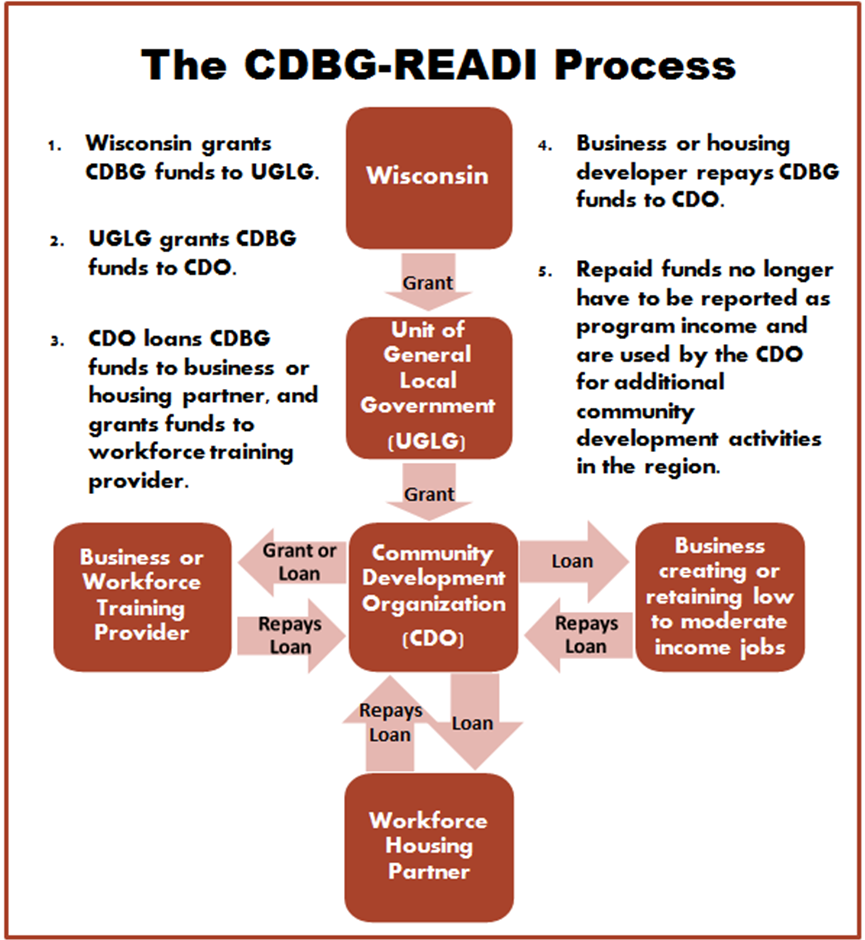 The CDBG-READI Process
1. Wisconsin grants
CDBG funds to UGLG.
2. UGLG grants CDBG
funds to CDO.
3. CDO loans CDBG
funds to business or
housing partner, and
grants funds to
workforce training
provider.
4. Business or housing
developer repays CDBG
funds to CDO.
5. Repaid funds no longer
have to be reported as
program income and
are used by the CDO
for additional
community
development activities
in the region.
Wisconsin
Grant
Unit of
General
Local
Government
(UGLG)
Grant
Business or
Workforce
Training
Provider
Grant or
Loan
Repays
Loan
Community
Development
Organization
(CDO)
Loan
Repays
Loan
Business
creating or
retaining low
to moderate
income jobs
Repays
Loan
Loan
Workforce
Housing
Partner